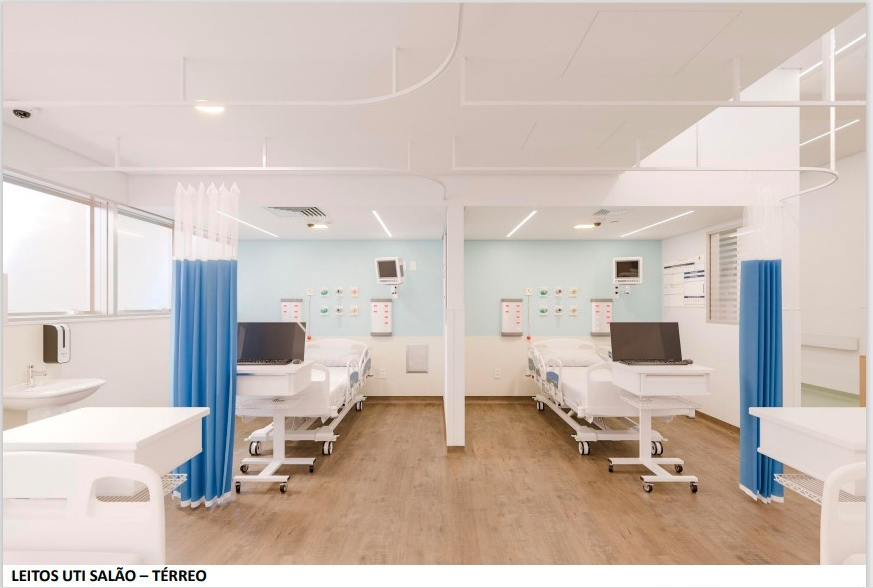 LEITOS UTI SALÃO – TÉRREO